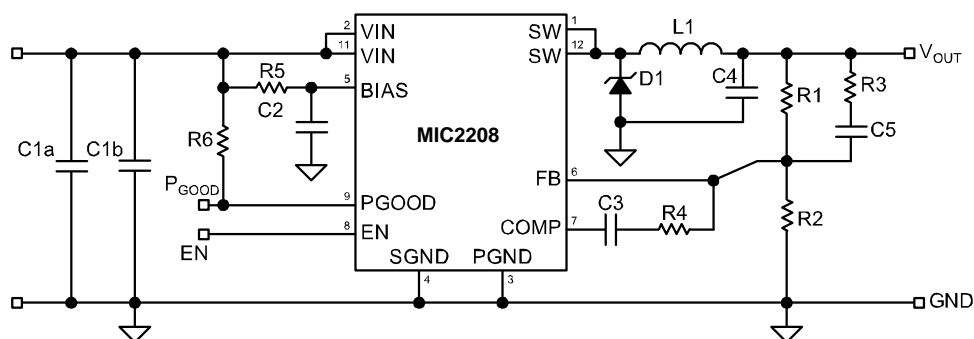 2 VIN
11 VIN
SW 1
SW 12
L1
V_OUT
R5
5 BIAS
C2
D1
C4
R1
R3
C5
R6
MIC2208
C1a
C1b
P_GOOD
9 PGOOD
FB 6
C3
R4
R2
COMP 7
8 EN
EN
SGND
PGND
4
3
GND